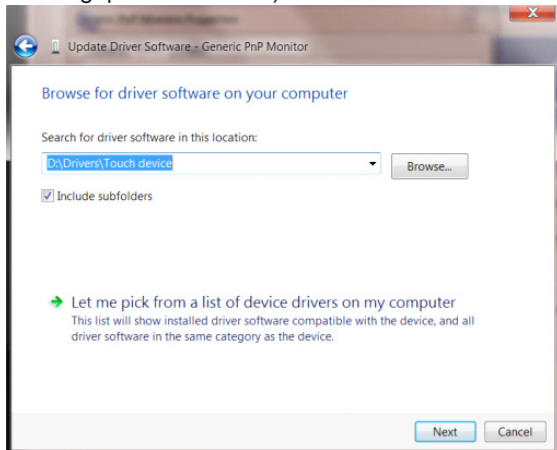 Update Driver Software - Generic PnP Monitor
Browse for driver software on your computer
Search for driver software in this location:
D:\Drivers\Touch device
Browse...
Include subfolders
Let me pick from a list of device drivers on my computer
This list will show installed driver software compatible with the device, and all
driver software in the same category as the device.
Next
Cancel